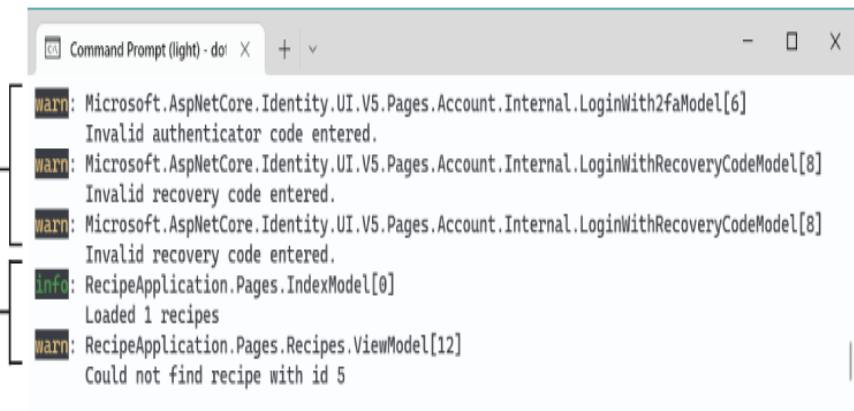 Command Prompt (light) - dot
warn: Microsoft.AspNetCore.Identity.UI.V5.Pages.Account.Internal.LoginWith2faModel[6]
Invalid authenticator code entered.
warn: Microsoft.AspNetCore.Identity.UI.V5.Pages.Account.Internal.LoginWithRecoveryCodeModel[8]
Invalid recovery code entered.
warn: Microsoft.AspNetCore.Identity.UI.V5.Pages.Account.Internal.LoginWithRecoveryCodeModel[8]
Invalid recovery code entered.
info: RecipeApplication.Pages.IndexModel[0]
Loaded 1 recipes
warn: RecipeApplication.Pages.Recipes.ViewModel[12]
Could not find recipe with id 5